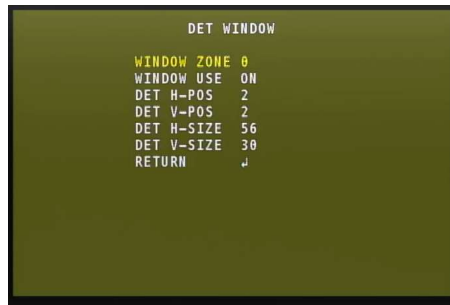 DET WINDOW
WINDOW ZONE 0
WINDOW USE ON
DET H-POS 2
DET V-POS 2
DET H-SIZE 56
DET V-SIZE 30
RETURN ↲